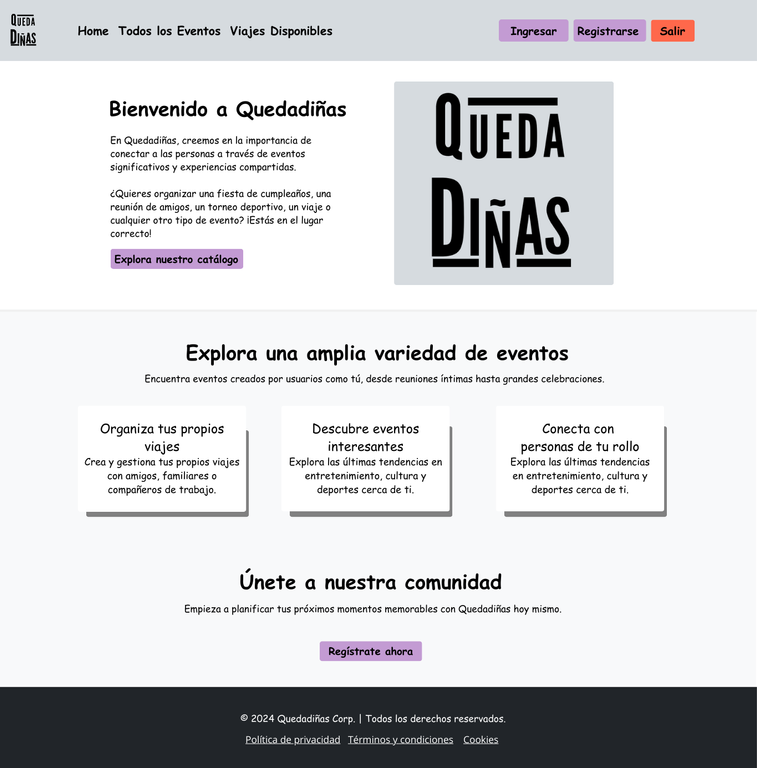 QUEDA
DIÑAS
Home Todos los Eventos Viajes Disponibles
Ingresar Registrarse Salir
Bienvenido a Quedadiñas
En Quedadiñas, creemos en la importancia de
conectar a las personas a través de eventos
significativos y experiencias compartidas.
¿Quieres organizar una fiesta de cumpleaños, una
reunión de amigos, un torneo deportivo, un viaje o
cualquier otro tipo de evento? ¡Estás en el lugar
correcto!
Explora nuestro catálogo
QUEDA
DIÑAS
Explora una amplia variedad de eventos
Encuentra eventos creados por usuarios como tú, desde reuniones íntimas hasta grandes celebraciones.
Organiza tus propios
viajes
Crea y gestiona tus propios viajes
con amigos, familiares o
compañeros de trabajo.
Descubre eventos
interesantes
Explora las últimas tendencias en
entretenimiento, cultura y
deportes cerca de ti.
Conecta con
personas de tu rollo
Explora las últimas tendencias
en entretenimiento, cultura y
deportes cerca de ti.
Únete a nuestra comunidad
Empieza a planificar tus próximos momentos memorables con Quedadiñas hoy mismo.
Regístrate ahora
© 2024 Quedadiñas Corp. | Todos los derechos reservados.
Política de privacidad Términos y condiciones Cookies